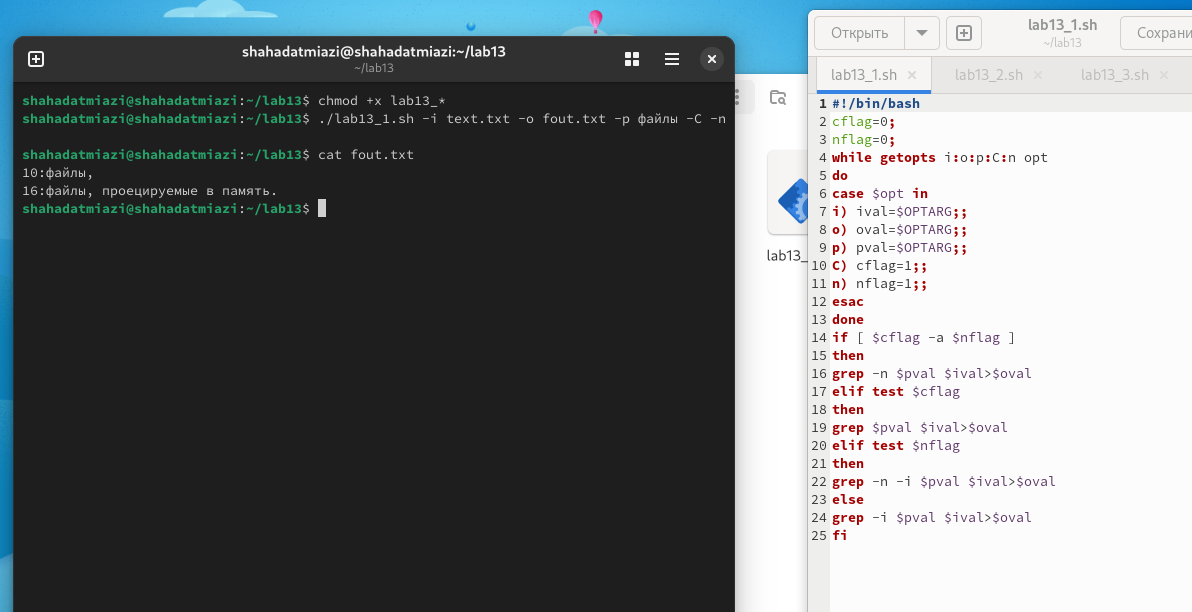 shahadatmiazi@shahadatmiazi:~/lab13
~/lab13
shahadatmiazi@shahadatmiazi:~/lab13$ chmod +x lab13_*
shahadatmiazi@shahadatmiazi:~/lab13$ ./lab13_1.sh -i text.txt -o fout.txt -p файлы -C -n
shahadatmiazi@shahadatmiazi:~/lab13$ cat fout.txt
10:файлы,
16:файлы, проецируемые в память.
shahadatmiazi@shahadatmiazi:~/lab13$
lab13_
Открыть
lab13_1.sh
~/lab13
Сохрани
lab13_1.sh
lab13_2.sh
lab13_3.sh
1 #!/bin/bash
2 cflag=0;
3 nflag=0;
4 while getopts i:o:p:C:n opt
5 do
6 case $opt in
7 i) ival=$OPTARG;;
8 o) oval=$OPTARG;;
9 p) pval=$OPTARG;;
10 C) cflag=1;;
11 n) nflag=1;;
12 esac
13 done
14 if [ $cflag -a $nflag ]
15 then
16 grep -n $pval $ival>$oval
17 elif test $cflag
18 then
19 grep $pval $ival>$oval
20 elif test $nflag
21 then
22 grep -n -i $pval $ival>$oval
23 else
24 grep -i $pval $ival>$oval
25 fi